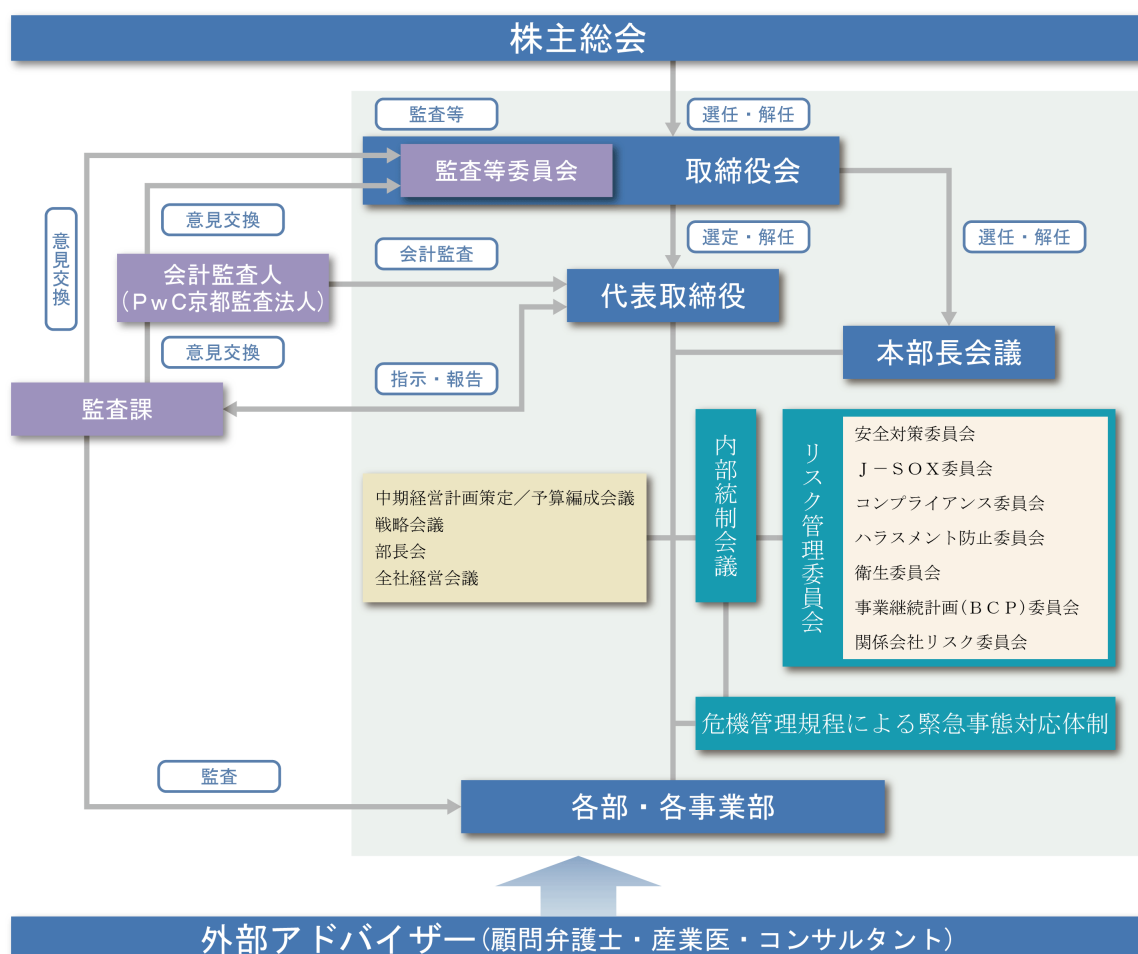 株主総会
監査等
選任・解任
監査等委員会
取締役会
意見交換
意見交換
会計監査
選定・解任
選任・解任
会計監査人
(PwC京都監査法人)
代表取締役
意見交換
本部長会議
指示・報告
監査課
内部統制会議
リスク管理委員会
安全対策委員会
J－SOX委員会
コンプライアンス委員会
ハラスメント防止委員会
衛生委員会
事業継続計画(BCP)委員会
関係会社リスク委員会
中期経営計画策定／予算編成会議
戦略会議
部長会
全社経営会議
危機管理規程による緊急事態対応体制
監査
各部・各事業部
外部アドバイザー(顧問弁護士・産業医・コンサルタント)